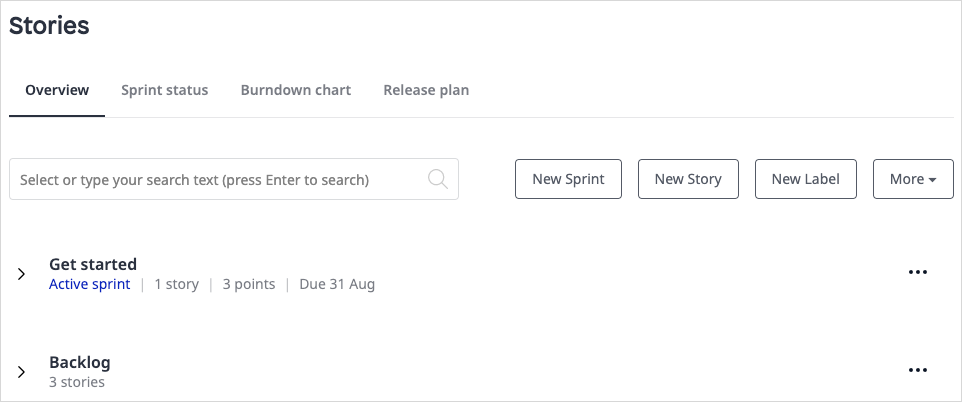 Stories
Overview Sprint status Burndown chart Release plan
Select or type your search text (press Enter to search) New Sprint New Story New Label More
Get started
Active sprint | 1 story | 3 points | Due 31 Aug
Backlog
3 stories